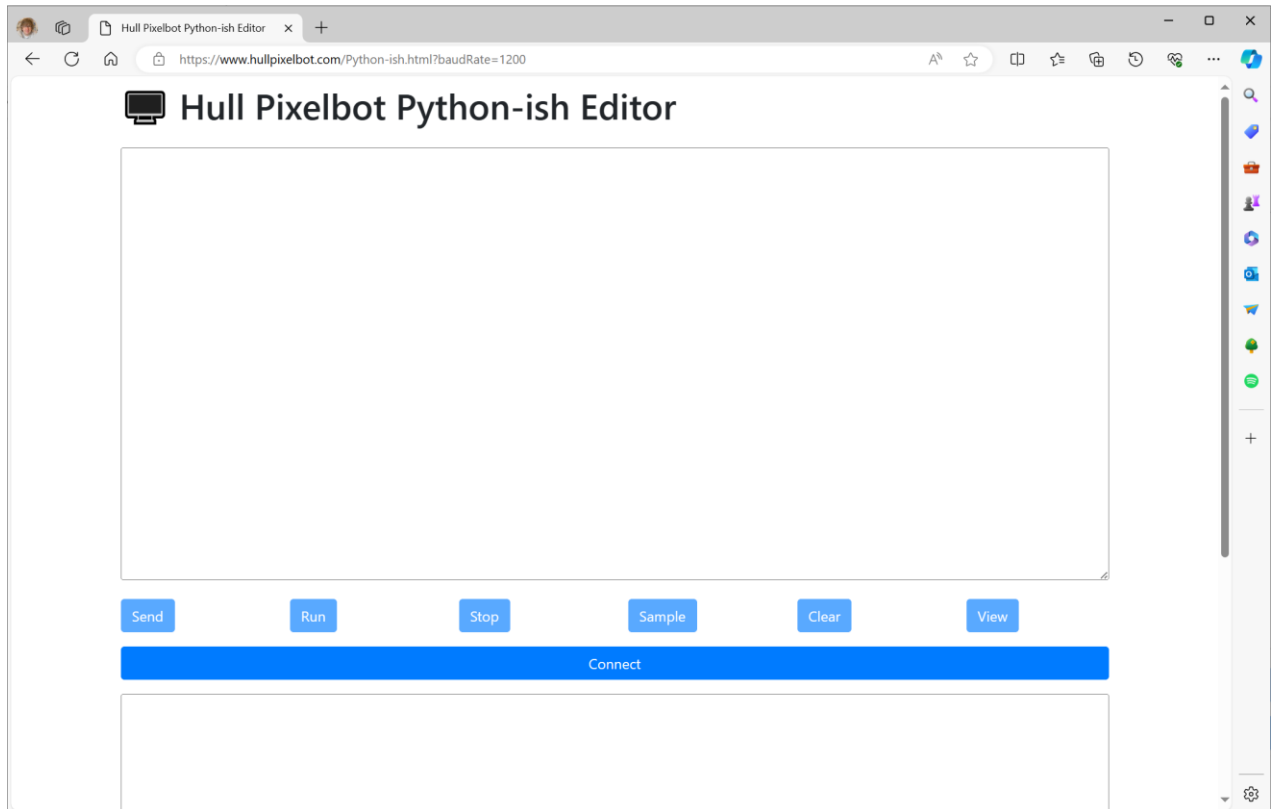 Hull Pixelbot Python-ish Editor
https://www.hullpixelbot.com/Python-ish.html?baudRate=1200
Hull Pixelbot Python-ish Editor
Send Run Stop Sample Clear View
Connect